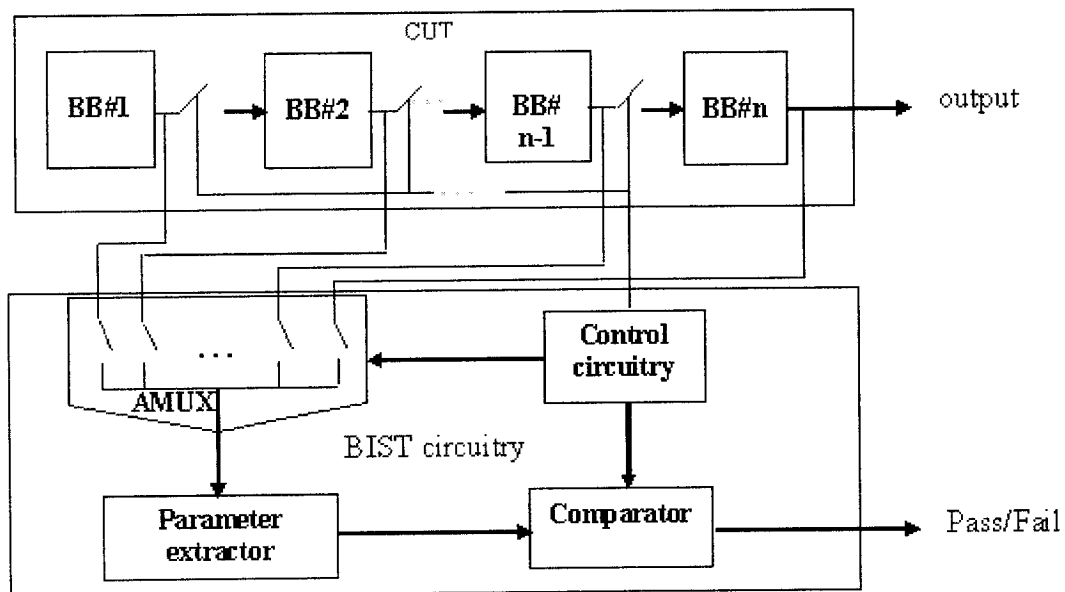 CUT
BB#1
BB#2
BB#
n-1
BB#n
output
Control
circuitry
AMUX
BIST circuitry
Parameter
extractor
Comparator
Pass/Fail